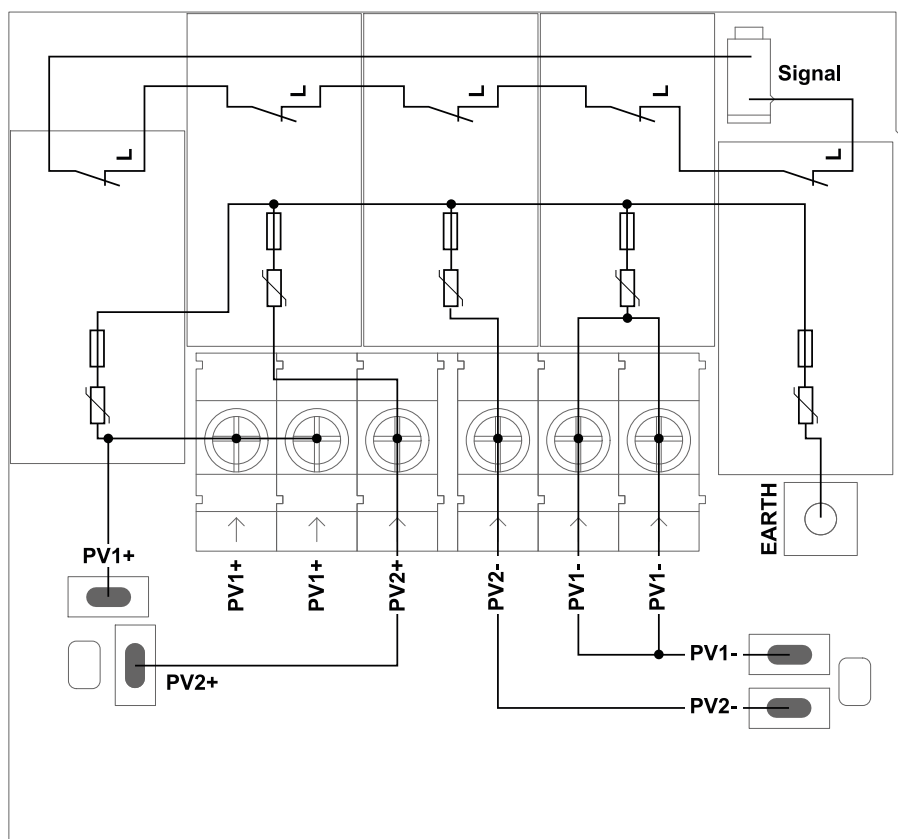 Signal
L
L
L
L
L
EARTH
PV1+
PV1+
PV1+
PV2+
PV2-
PV1-
PV1-
PV2+
PV1-
PV2-